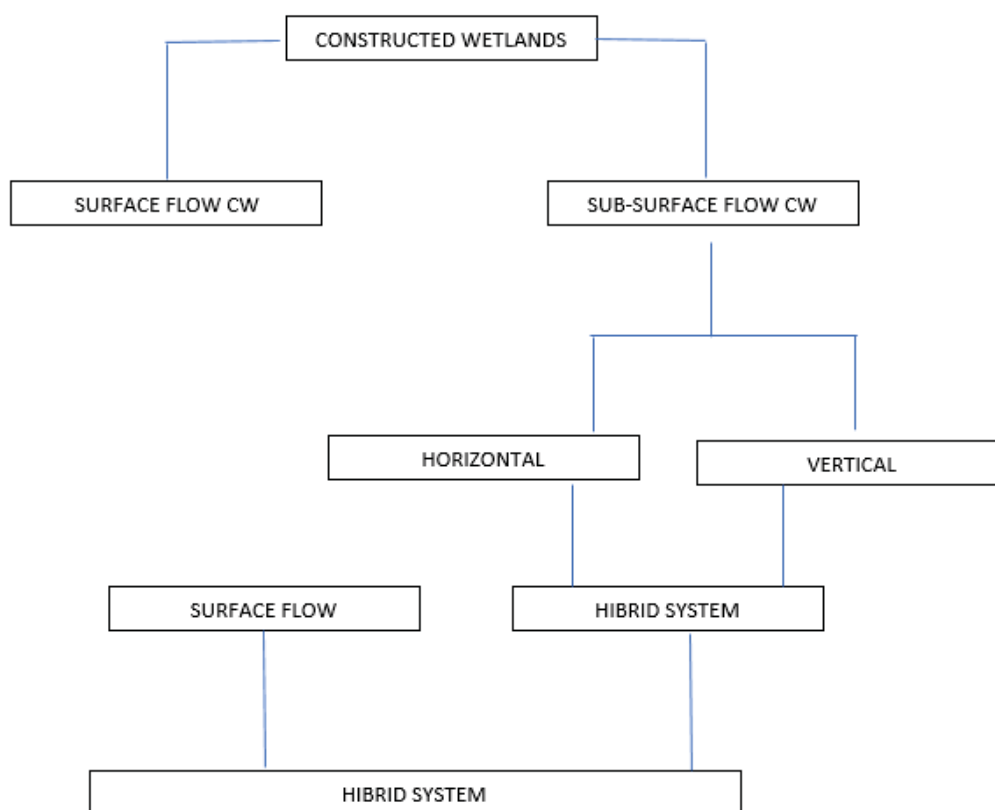 CONSTRUCTED WETLANDS
SURFACE FLOW CW
SUB-SURFACE FLOW CW
HORIZONTAL
VERTICAL
SURFACE FLOW
HIBRID SYSTEM
HIBRID SYSTEM